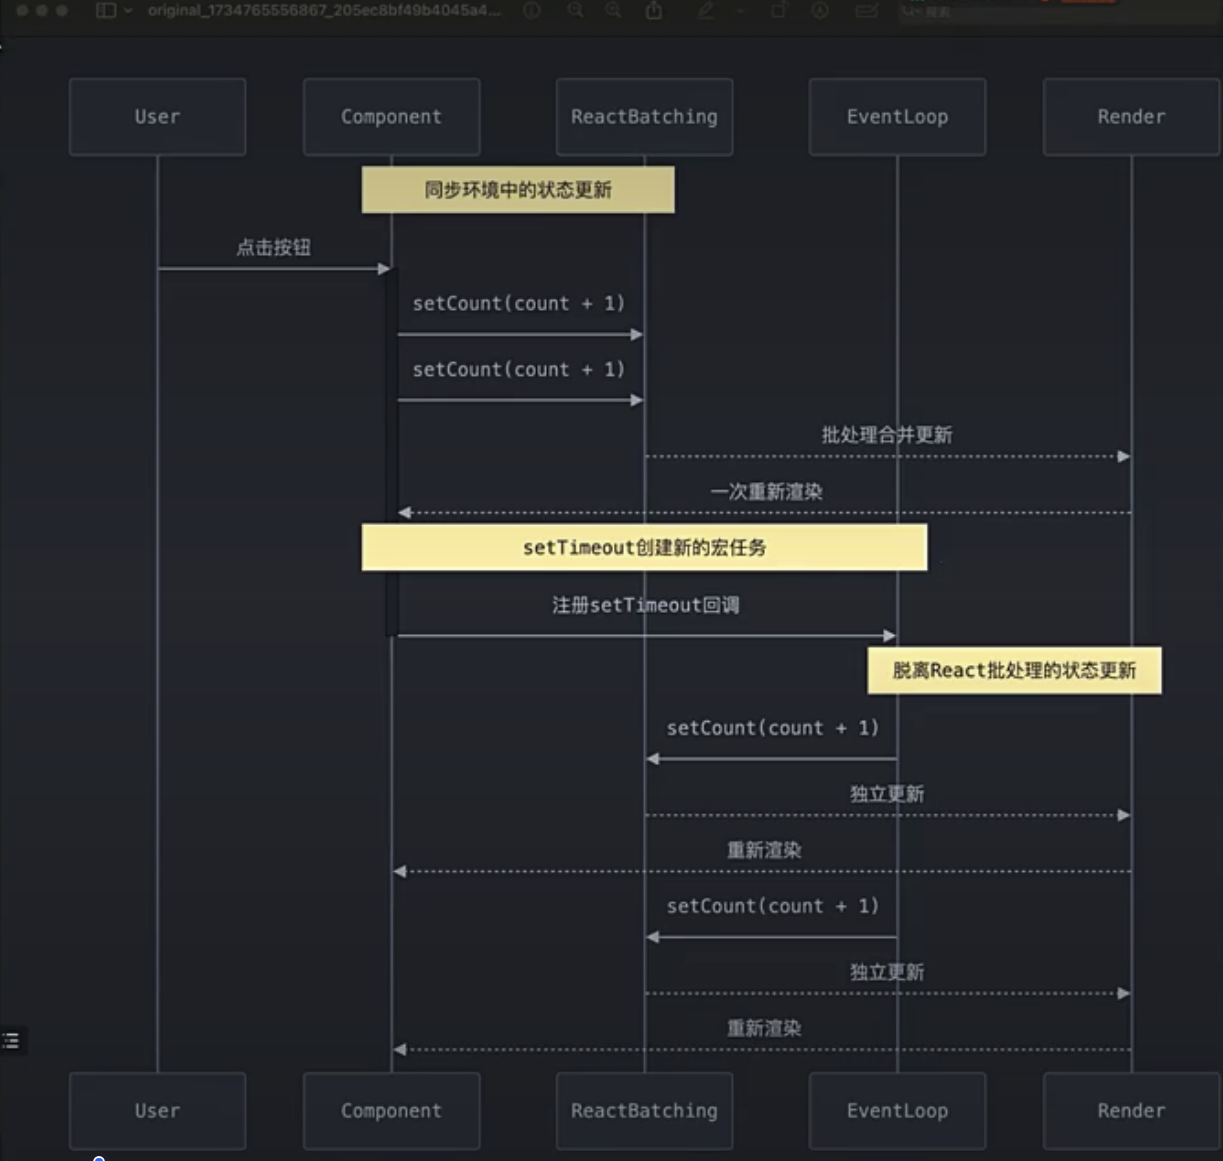 original_1734765556867_205ec8bf49b4045a4...
搜索
User Component ReactBatching EventLoop Render
同步环境中的状态更新
点击按钮
setCount(count + 1)
setCount(count + 1)
批处理合并更新
一次重新渲染
setTimeout创建新的宏任务
注册setTimeout回调
脱离React批处理的状态更新
setCount(count + 1)
独立更新
重新渲染
setCount(count + 1)
独立更新
重新渲染
User Component ReactBatching EventLoop Render